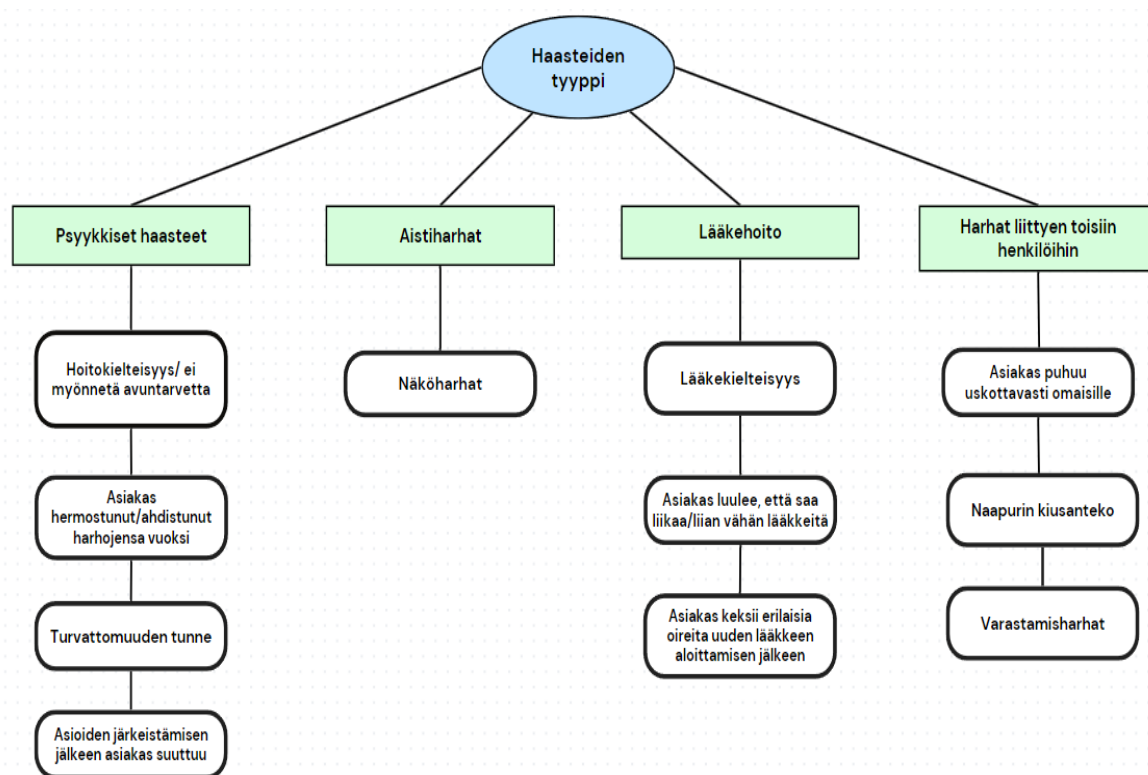 Haasteiden
tyyppi
Psyykkiset haasteet
Hoitokielteisyys/ ei
myönnetä avuntarvetta
Asiakas
hermostunut/ahdistunut
harhojensa vuoksi
Turvattomuuden tunne
Asioiden järkeistämisen
jälkeen asiakas suuttuu
Aistiharhat
Näköharhat
Lääkehoito
Lääkekielteisyys
Asiakas luulee, että saa
liikaa/liian vähän lääkkeitä
Asiakas keksii erilaisia
oireita uuden lääkkeen
aloittamisen jälkeen
Harhat liittyen toisiin
henkilöihin
Asiakas puhuu
uskottavasti omaisille
Naapurin kiusanteko
Varastamisharhat